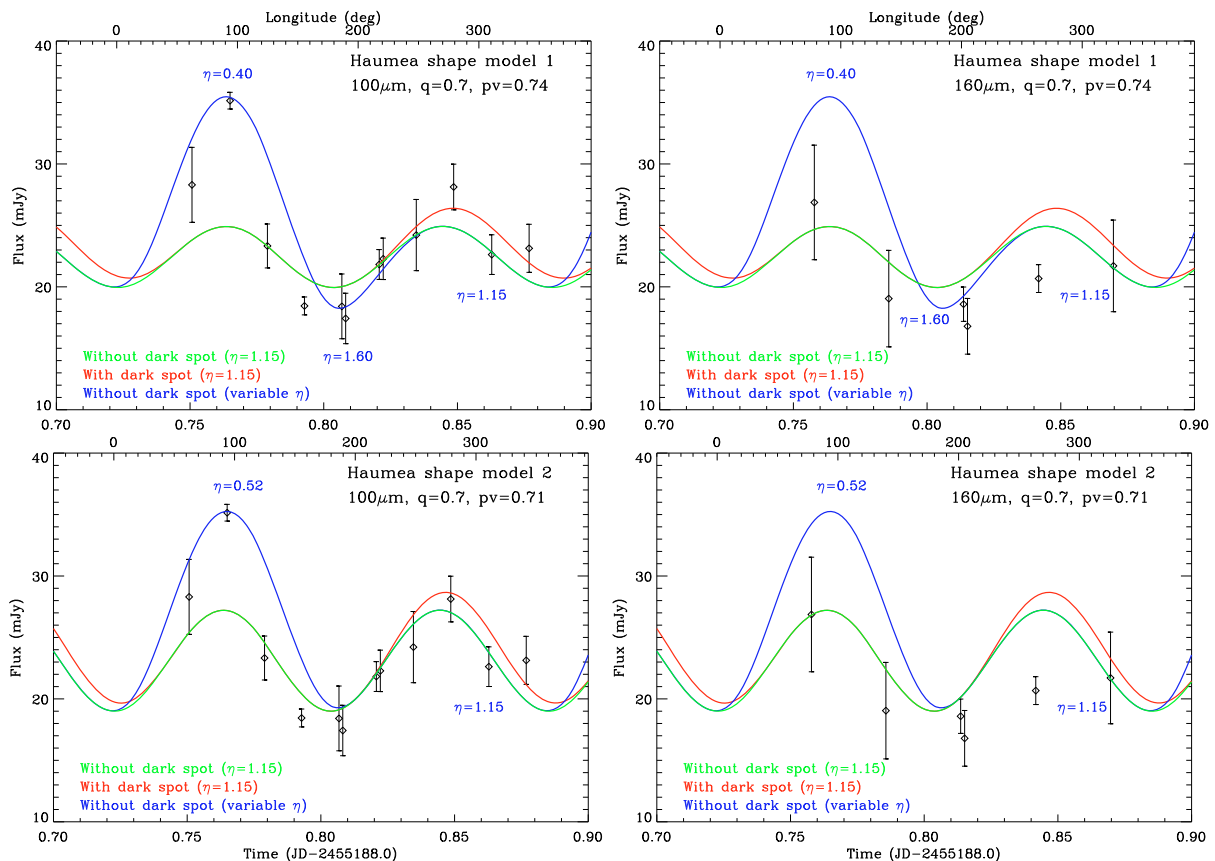 Longitude (deg)
0 100 200 300
Haumea shape model 1
100μm, q=0.7, pv=0.74
η=0.40
η=1.15
η=1.60
Without dark spot (η=1.15)
With dark spot (η=1.15)
Without dark spot (variable η)
Flux (mJy)
40
30
20
10
0.70 0.75 0.80 0.85 0.90
Longitude (deg)
0 100 200 300
Haumea shape model 1
160μm, q=0.7, pv=0.74
η=0.40
η=1.15
η=1.60
Without dark spot (η=1.15)
With dark spot (η=1.15)
Without dark spot (variable η)
Flux (mJy)
40
30
20
10
0.70 0.75 0.80 0.85 0.90
0 100 200 300
Haumea shape model 2
100μm, q=0.7, pv=0.71
η=0.52
η=1.15
Without dark spot (η=1.15)
With dark spot (η=1.15)
Without dark spot (variable η)
Flux (mJy)
40
30
20
10
0.70 0.75 0.80 0.85 0.90
Time (JD-2455188.0)
0 100 200 300
Haumea shape model 2
160μm, q=0.7, pv=0.71
η=0.52
η=1.15
Without dark spot (η=1.15)
With dark spot (η=1.15)
Without dark spot (variable η)
Flux (mJy)
40
30
20
10
0.70 0.75 0.80 0.85 0.90
Time (JD-2455188.0)